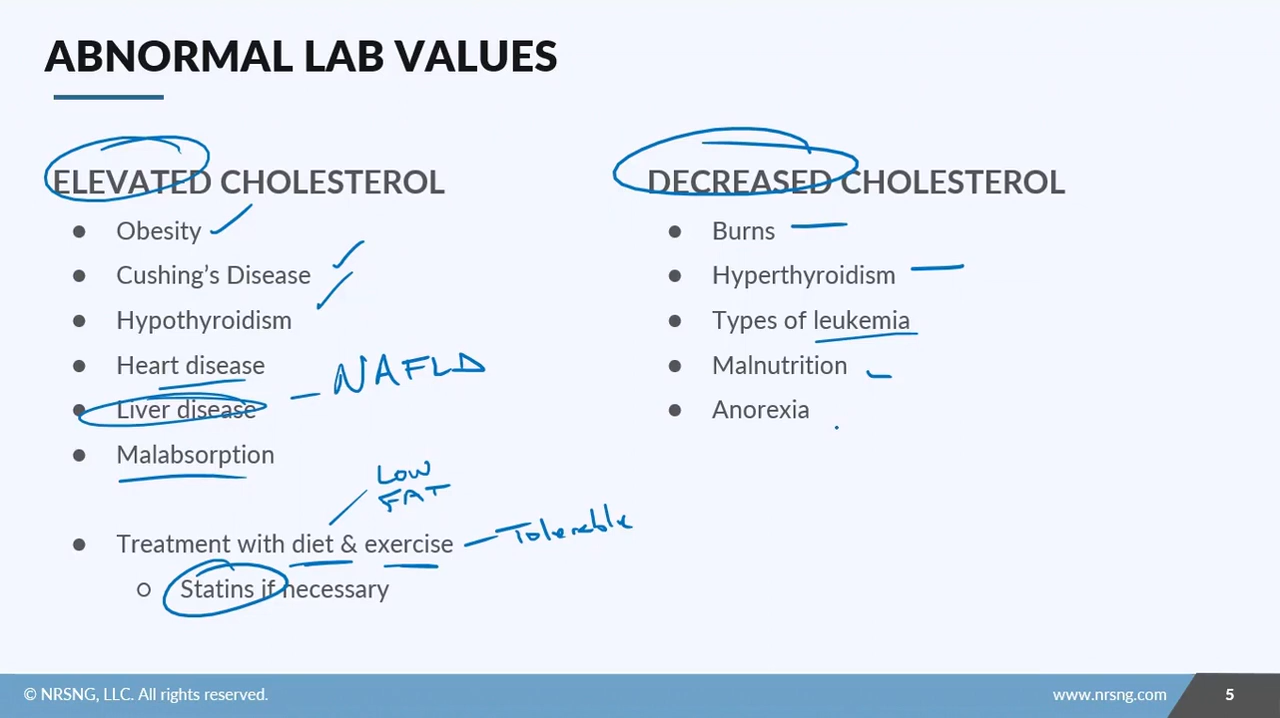 ABNORMAL LAB VALUES
ELEVATED CHOLESTEROL
● Obesity
● Cushing's Disease
● Hypothyroidism
● Heart disease
● Liver disease – NAFLD
● Malabsorption
LOW
FAT
● Treatment with diet & exercise – Tolerable
○ Statins if necessary
DECREASED CHOLESTEROL
● Burns
● Hyperthyroidism
● Types of leukemia
● Malnutrition
● Anorexia
© NRSNG, LLC. All rights reserved.
www.nrsng.com
5